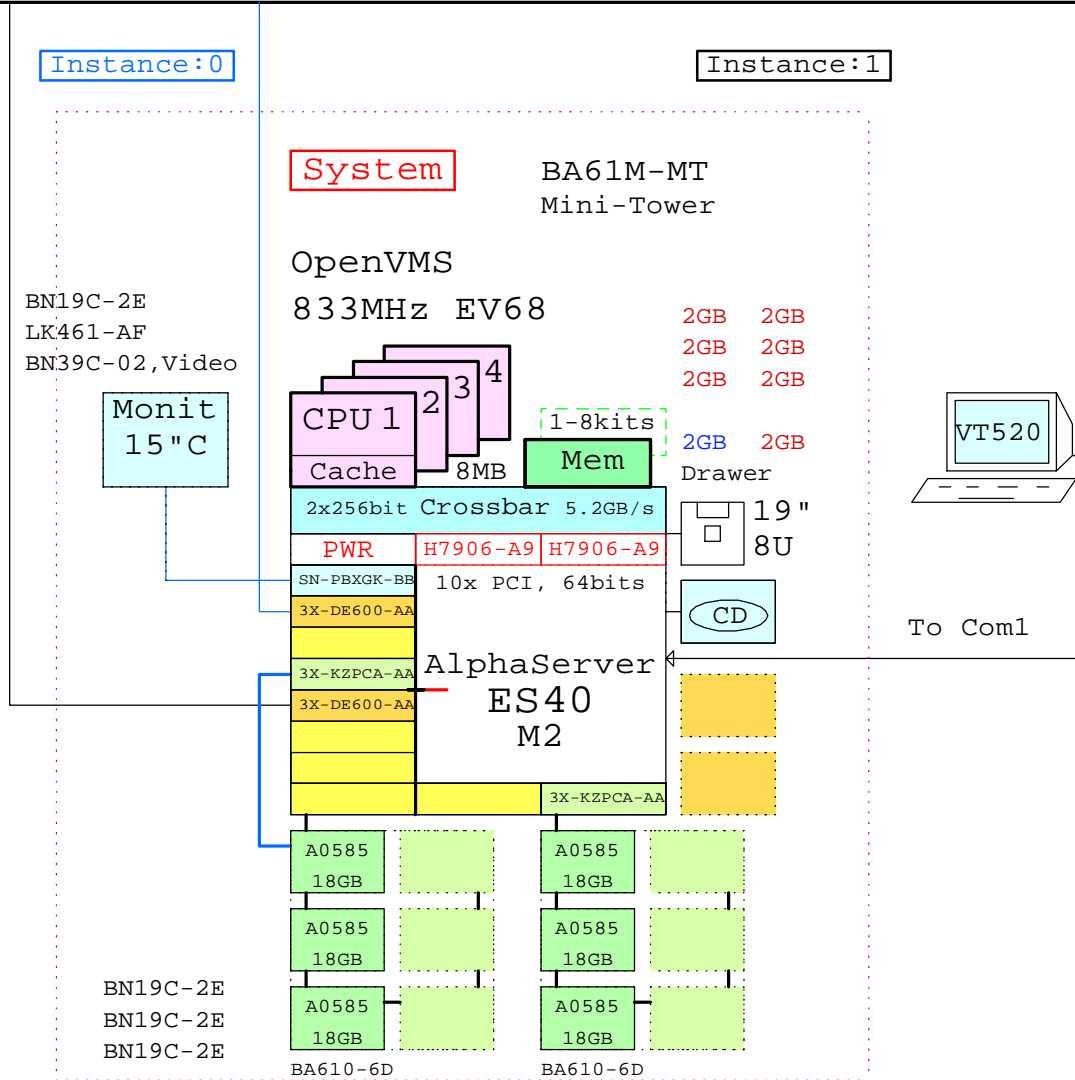 Instance:0
Instance:1
System
BA61M-MT
Mini-Tower
OpenVMS
833MHz EV68
BN19C-2E
LK461-AF
BN39C-02,Video
2GB 2GB
2GB 2GB
2GB 2GB
2GB 2GB
Monit
15"C
CPU 1
2
3
4
Cache
8MB
1-8kits
Mem
Drawer
VT520
2x256bit Crossbar 5.2GB/s
19"
8U
PWR
H7906-A9
H7906-A9
SN-PBXGK-BB
10x PCI, 64bits
3X-DE600-AA
CD
To Com1
3X-KZPCA-AA
AlphaServer
ES40
M2
3X-DE600-AA
3X-KZPCA-AA
A0585
18GB
A0585
18GB
A0585
18GB
A0585
18GB
A0585
18GB
A0585
18GB
BN19C-2E
BN19C-2E
BN19C-2E
BA610-6D
BA610-6D